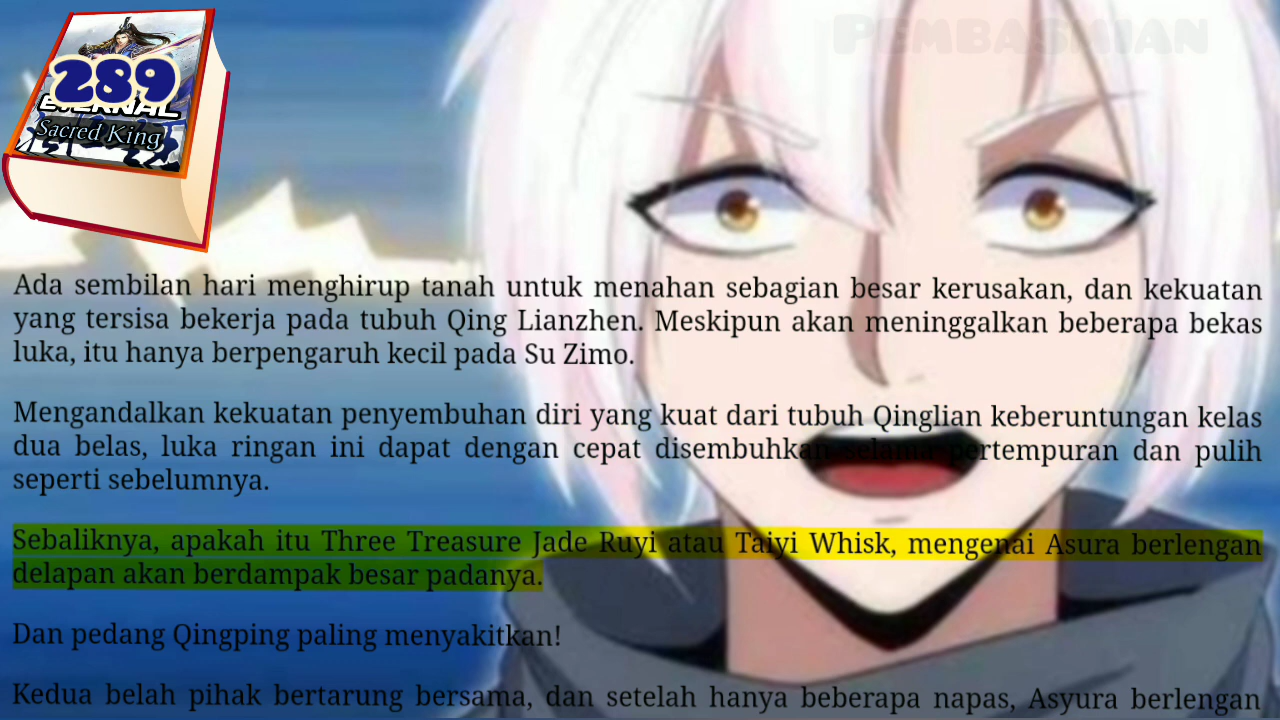 PEMBASMIAN
289
ETERNAL
Sacred King
Ada sembilan hari menghirup tanah untuk menahan sebagian besar kerusakan, dan kekuatan
yang tersisa bekerja pada tubuh Qing Lianzhen. Meskipun akan meninggalkan beberapa bekas
luka, itu hanya berpengaruh kecil pada Su Zimo.
Mengandalkan kekuatan penyembuhan diri yang kuat dari tubuh Qinglian keberuntungan kelas
dua belas, luka ringan ini dapat dengan cepat disembuhkan selama pertempuran dan pulih
seperti sebelumnya.
Sebaliknya, apakah itu Three Treasure Jade Ruyi atau Taiyi Whisk, mengenai Asura berlengan
delapan akan berdampak besar padanya.
Dan pedang Qingping paling menyakitkan!
Kedua belah pihak bertarung bersama, dan setelah hanya beberapa napas, Asyura berlengan